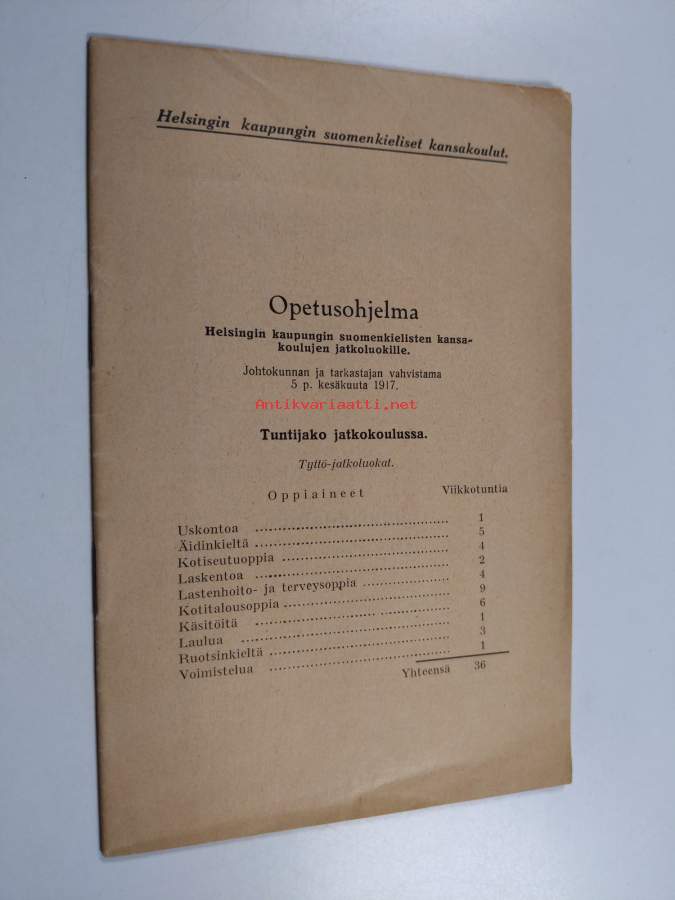 Helsingin kaupungin suomenkieliset kansakoulut.
Opetusohjelma
Helsingin kaupungin suomenkielisten kansa-
koulujen jatkoluokille.
Johtokunnan ja tarkastajan vahvistama
5 p. kesäkuuta 1917.
Antikvariaatti.net
Tuntijako jatkokoulussa.
Tyttö-jatkoluokat.
Oppiaineet Viikkotuntia
Uskontoa 1
Äidinkieltä 5
Kotiseutuoppia 4
Laskentoa 2
Lastenhoito- ja terveysoppia 4
Kotitalousoppia 9
Käsitöitä 6
Laulua 1
Ruotsinkieltä 3
Voimistelua 1
Yhteensä 36